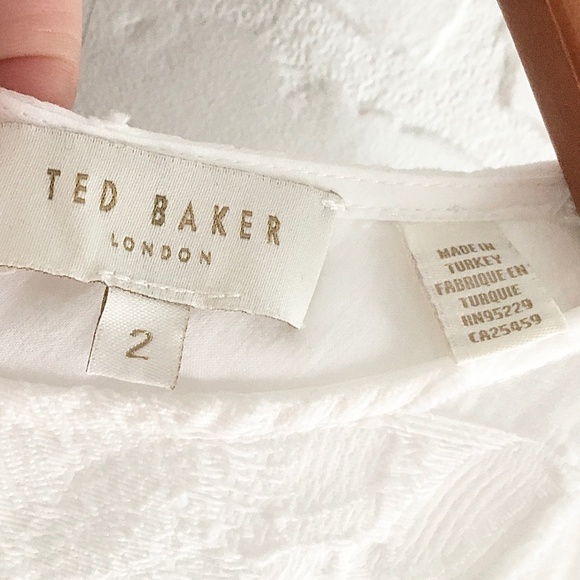 TED BAKER
LONDON
2
MADE IN
TURKEY
FABRIQUE EN
TURQUIE
RN95229
CA25459